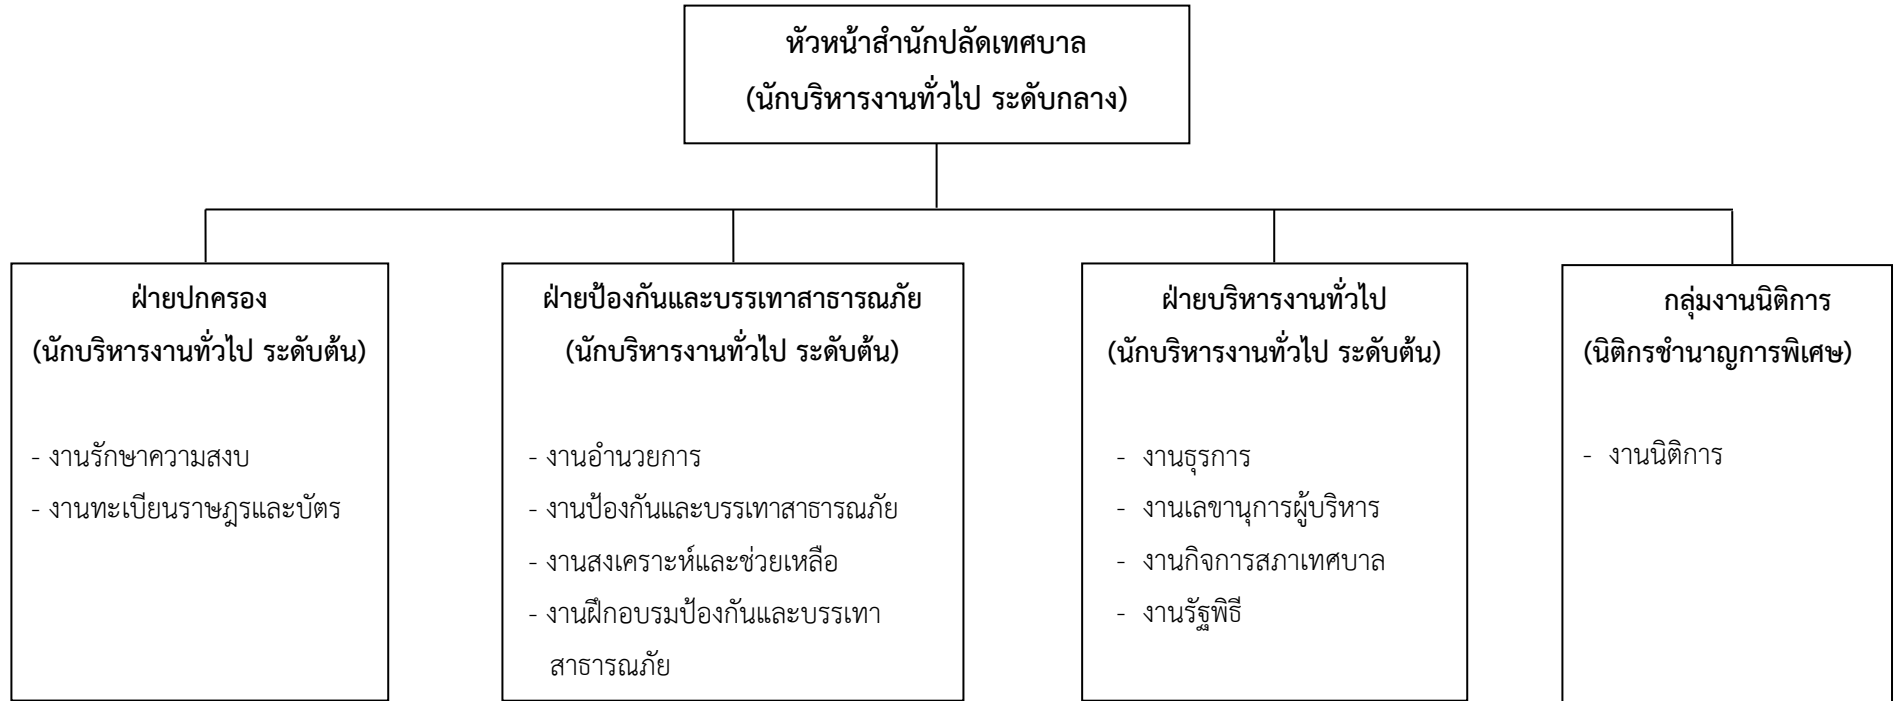 หัวหน้าสำนักปลัดเทศบาล
(นักบริหารงานทั่วไป ระดับกลาง)
ฝ่ายปกครอง
(นักบริหารงานทั่วไป ระดับต้น)
- งานรักษาความสงบ
- งานทะเบียนราษฎรและบัตร
ฝ่ายป้องกันและบรรเทาสาธารณภัย
(นักบริหารงานทั่วไป ระดับต้น)
- งานอำนวยการ
- งานป้องกันและบรรเทาสาธารณภัย
- งานสงเคราะห์และช่วยเหลือ
- งานฝึกอบรมป้องกันและบรรเทา
สาธารณภัย
ฝ่ายบริหารงานทั่วไป
(นักบริหารงานทั่วไป ระดับต้น)
- งานธุรการ
- งานเลขานุการผู้บริหาร
- งานกิจการสภาเทศบาล
- งานรัฐพิธี
กลุ่มงานนิติการ
(นิติกรชำนาญการพิเศษ)
- งานนิติการ